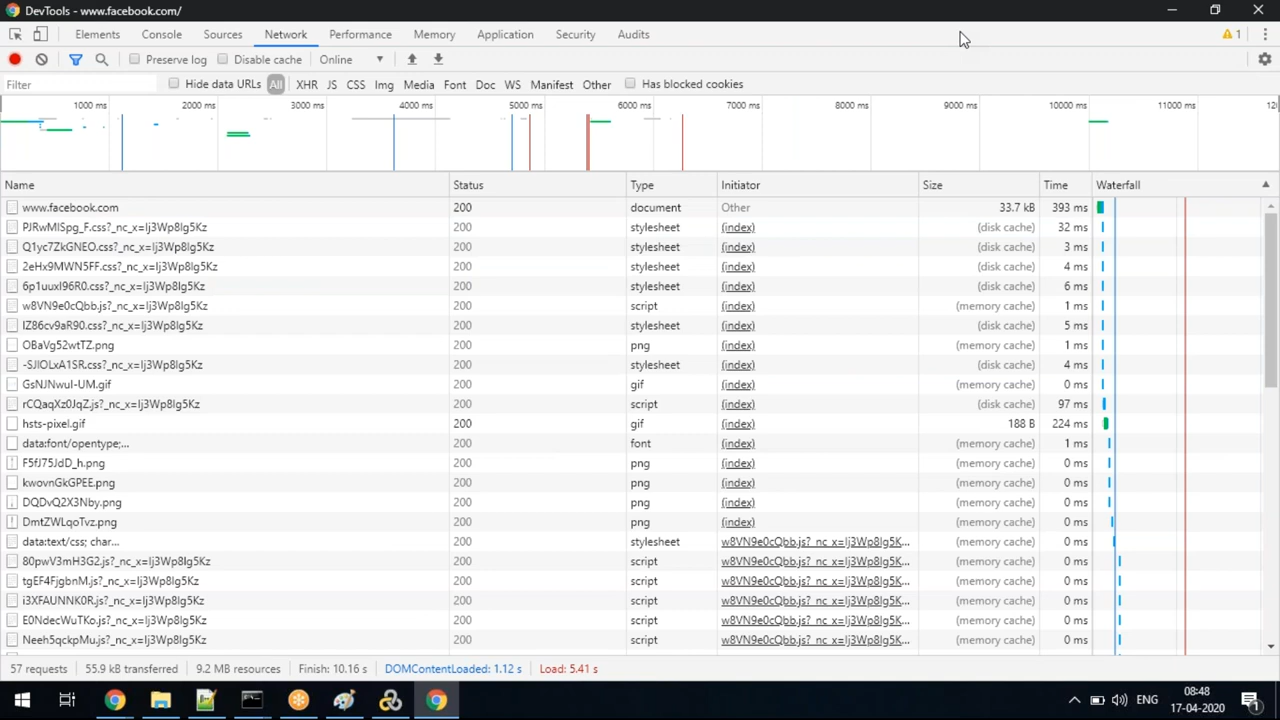 DevTools - www.facebook.com/
Elements Console Sources Network Performance Memory Application Security Audits 1
Preserve log Disable cache Online
Filter Hide data URLs All XHR JS CSS Img Media Font Doc WS Manifest Other Has blocked cookies
1000 ms 2000 ms 3000 ms 4000 ms 5000 ms 6000 ms 7000 ms 8000 ms 9000 ms 10000 ms 11000 ms
Name Status Type Initiator Size Time Waterfall
www.facebook.com 200 document Other 33.7 kB 393 ms
PJRwMlSpg_F.css?_nc_x=Ij3Wp8lg5Kz 200 stylesheet (index) (disk cache) 32 ms
Q1yc7ZkGNEO.css?_nc_x=Ij3Wp8lg5Kz 200 stylesheet (index) (disk cache) 3 ms
2eHx9MWN5FF.css?_nc_x=Ij3Wp8lg5Kz 200 stylesheet (index) (disk cache) 4 ms
6p1uuxI96R0.css?_nc_x=Ij3Wp8lg5Kz 200 stylesheet (index) (disk cache) 6 ms
w8VN9e0cQbb.js?_nc_x=Ij3Wp8lg5Kz 200 script (index) (memory cache) 1 ms
IZ86cv9aR90.css?_nc_x=Ij3Wp8lg5Kz 200 stylesheet (index) (disk cache) 5 ms
OBaVg52wtTZ.png 200 png (index) (memory cache) 1 ms
-SJIOLxA1SR.css?_nc_x=Ij3Wp8lg5Kz 200 stylesheet (index) (disk cache) 4 ms
GsNJNwuI-UM.gif 200 gif (index) (memory cache) 0 ms
rCQaqXz0JqZ.js?_nc_x=Ij3Wp8lg5Kz 200 script (index) (disk cache) 97 ms
hsts-pixel.gif 200 gif (index) 188 B 224 ms
data:font/opentype;... 200 font (index) (memory cache) 1 ms
F5fJ75JdD_h.png 200 png (index) (memory cache) 0 ms
kwovnGkGPEE.png 200 png (index) (memory cache) 0 ms
DQDvQ2X3Nby.png 200 png (index) (memory cache) 0 ms
DmtZWLqoTvz.png 200 png (index) (memory cache) 0 ms
data:text/css; char... 200 stylesheet w8VN9e0cQbb.js?_nc_x=Ij3Wp8lg5K... (memory cache) 0 ms
80pwV3mH3G2.js?_nc_x=Ij3Wp8lg5Kz 200 script w8VN9e0cQbb.js?_nc_x=Ij3Wp8lg5K... (memory cache) 0 ms
tgEF4FjgbnM.js?_nc_x=Ij3Wp8lg5Kz 200 script w8VN9e0cQbb.js?_nc_x=Ij3Wp8lg5K... (memory cache) 0 ms
i3XFAUNNK0R.js?_nc_x=Ij3Wp8lg5Kz 200 script w8VN9e0cQbb.js?_nc_x=Ij3Wp8lg5K... (memory cache) 0 ms
E0NdecWuTKo.js?_nc_x=Ij3Wp8lg5Kz 200 script w8VN9e0cQbb.js?_nc_x=Ij3Wp8lg5K... (memory cache) 0 ms
Neeh5qckpMu.js?_nc_x=Ij3Wp8lg5Kz 200 script w8VN9e0cQbb.js?_nc_x=Ij3Wp8lg5K... (memory cache) 0 ms
57 requests 55.9 kB transferred 9.2 MB resources Finish: 10.16 s DOMContentLoaded: 1.12 s Load: 5.41 s
ENG 08:48
17-04-2020 1